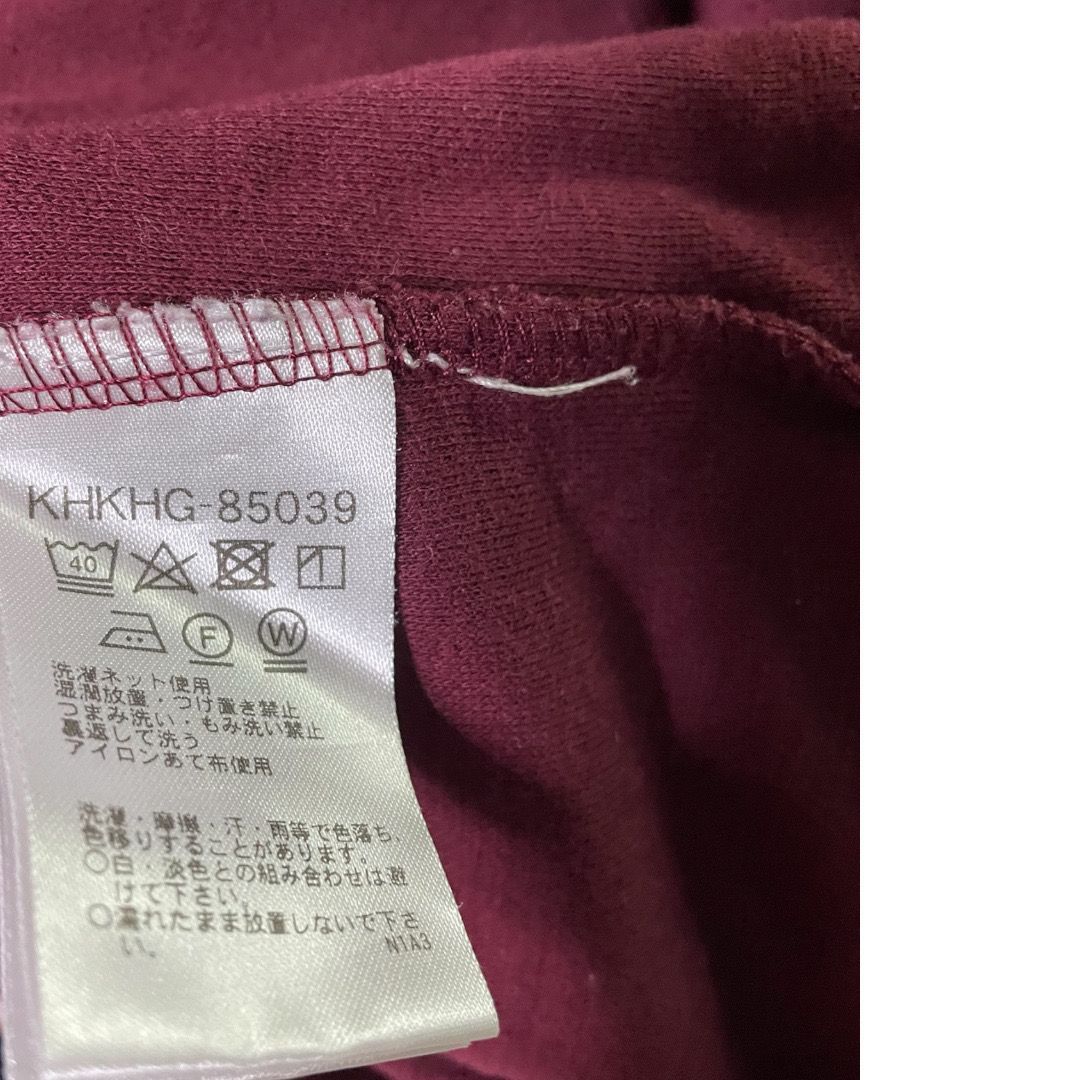 KHKHG-85039
40
F W
洗濯ネット使用
湿潤放置・つけ置き禁止
つまみ洗い・もみ洗い禁止
裏返して洗う
アイロンあて布使用
洗濯・摩擦・汗・雨等で色落ち、
色移りすることがあります。
○白・淡色との組み合わせは避
けて下さい。
○濡れたまま放置しないで下さ
い。
N1A3